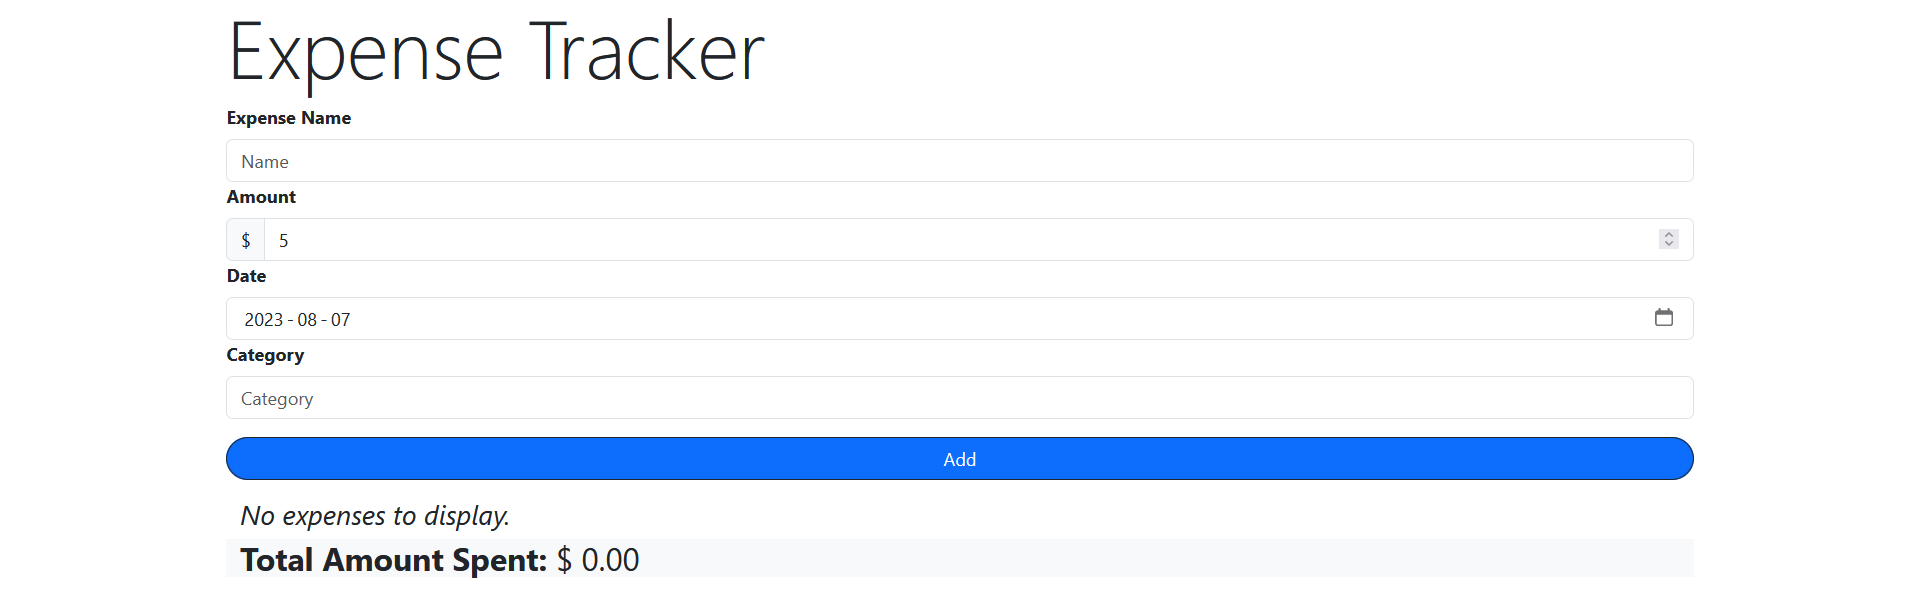 Expense Tracker
Expense Name
Name
Amount
$ 5
Date
2023 - 08 - 07
Category
Category
Add
No expenses to display.
Total Amount Spent: $ 0.00